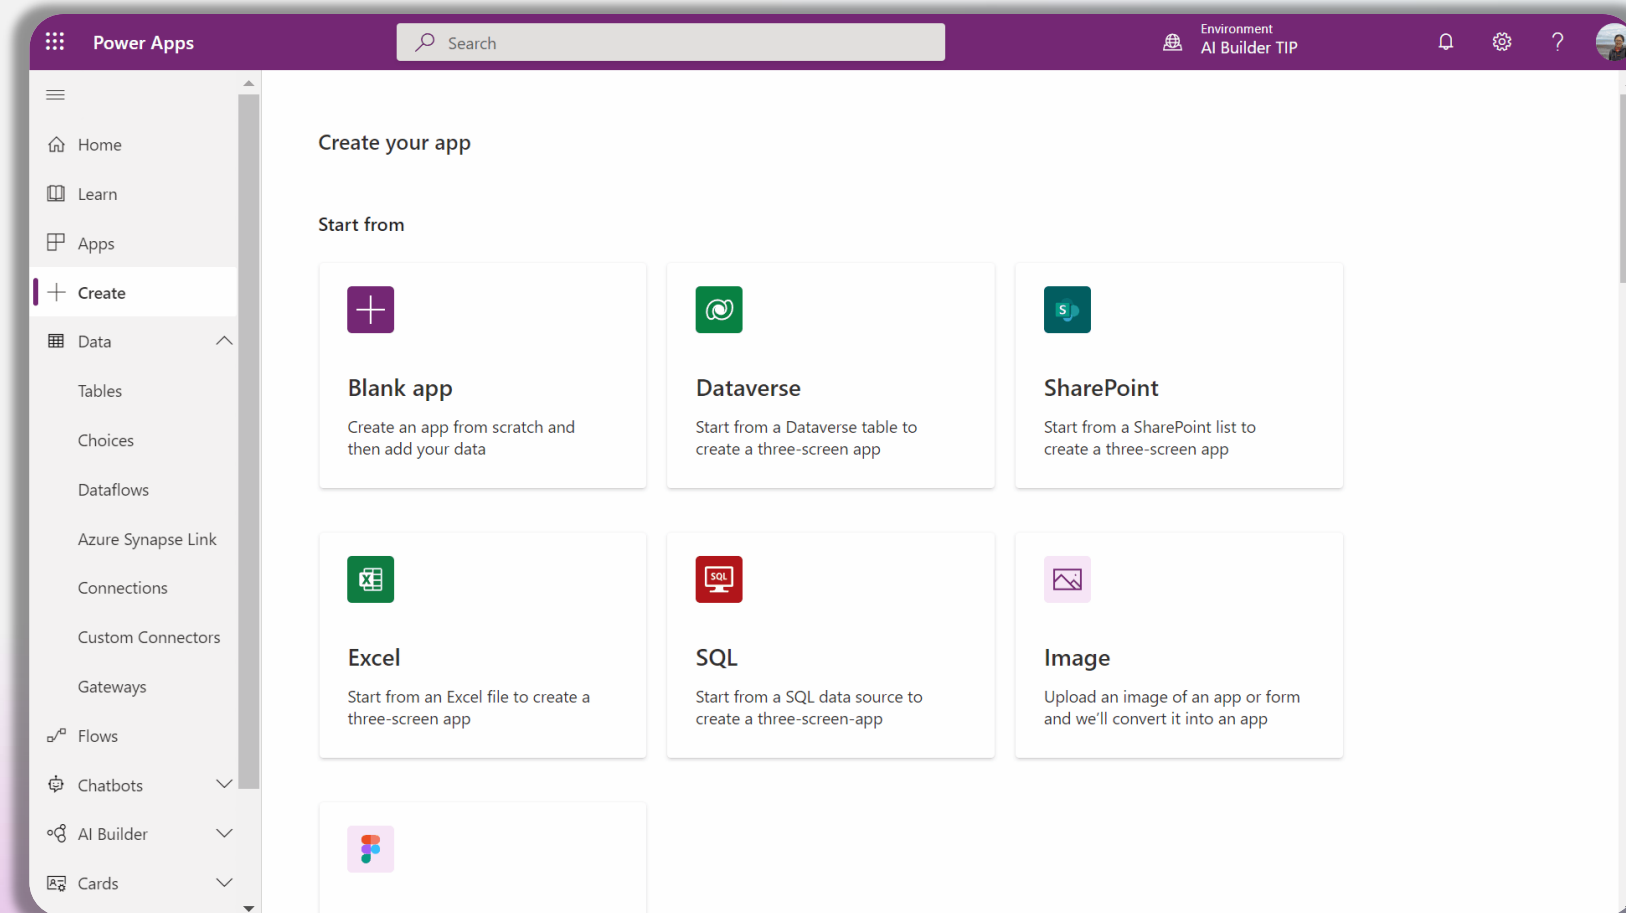 Power Apps
Search
Environment
AI Builder TIP
?
Home
Learn
Apps
Create
Data
Tables
Choices
Dataflows
Azure Synapse Link
Connections
Custom Connectors
Gateways
Flows
Chatbots
AI Builder
Cards
Create your app
Start from
Blank app
Create an app from scratch and
then add your data
Dataverse
Start from a Dataverse table to
create a three-screen app
S
SharePoint
Start from a SharePoint list to
create a three-screen app
X
Excel
Start from an Excel file to create a
three-screen app
SQL
SQL
Start from a SQL data source to
create a three-screen-app
Image
Upload an image of an app or form
and we'll convert it into an app